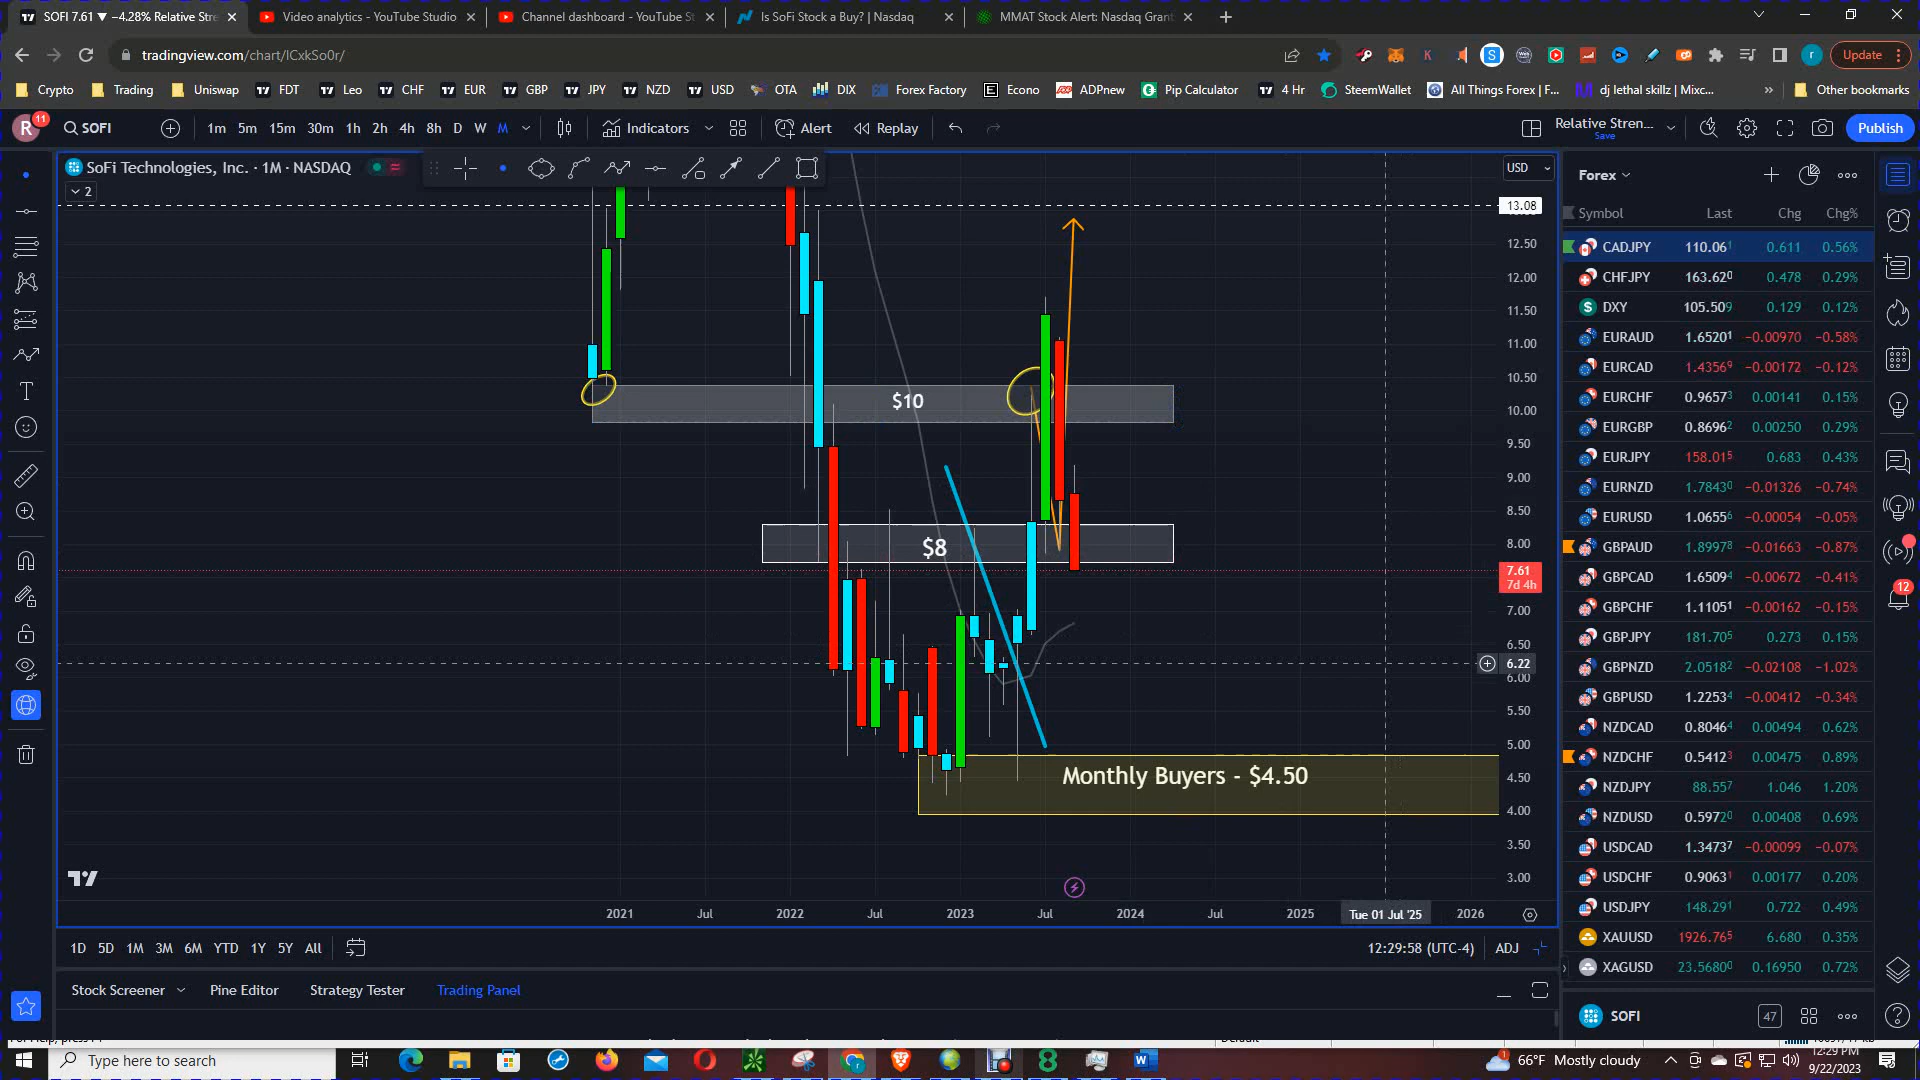 SOFI 7.61 ▼ −4.28% Relative Stre
Video analytics - YouTube Studio
Channel dashboard - YouTube St
Is SoFi Stock a Buy? | Nasdaq
MMAT Stock Alert: Nasdaq Grant
tradingview.com/chart/lCxkSo0r/
Update
Crypto Trading Uniswap FDT Leo CHF EUR GBP JPY NZD USD OTA DIX Forex Factory Econo ADPnew Pip Calculator 4 Hr SteemWallet All Things Forex | F... dj lethal skillz | Mixc... » Other bookmarks
R 11 SOFI 1m 5m 15m 30m 1h 2h 4h 8h D W M Indicators Alert Replay Relative Stren... Save Publish
SoFi Technologies, Inc. · 1M · NASDAQ
2
USD
13.08
12.50
12.00
11.50
11.00
10.50
10.00
9.50
9.00
8.50
8.00
7.61
7d 4h
7.00
6.50
6.22
6.00
5.50
5.00
4.50
4.00
3.50
3.00
$10
$8
Monthly Buyers - $4.50
2021 Jul 2022 Jul 2023 Jul 2024 Jul 2025 Tue 01 Jul '25 2026
1D 5D 1M 3M 6M YTD 1Y 5Y All 12:29:58 (UTC-4) ADJ
Stock Screener Pine Editor Strategy Tester Trading Panel
Forex
Symbol Last Chg Chg%
CADJPY 110.061 0.611 0.56%
CHFJPY 163.620 0.478 0.29%
DXY 105.509 0.129 0.12%
EURAUD 1.65201 −0.00970 −0.58%
EURCAD 1.43569 −0.00172 −0.12%
EURCHF 0.96573 0.00141 0.15%
EURGBP 0.86962 0.00250 0.29%
EURJPY 158.015 0.683 0.43%
EURNZD 1.78430 −0.01326 −0.74%
EURUSD 1.06556 −0.00054 −0.05%
GBPAUD 1.89978 −0.01663 −0.87%
GBPCAD 1.65094 −0.00672 −0.41%
GBPCHF 1.11051 −0.00162 −0.15%
GBPJPY 181.705 0.273 0.15%
GBPNZD 2.05182 −0.02108 −1.02%
GBPUSD 1.22534 −0.00412 −0.34%
NZDCAD 0.80464 0.00494 0.62%
NZDCHF 0.54123 0.00475 0.89%
NZDJPY 88.557 1.046 1.20%
NZDUSD 0.59720 0.00408 0.69%
USDCAD 1.34737 −0.00099 −0.07%
USDCHF 0.90631 0.00177 0.20%
USDJPY 148.291 0.722 0.49%
XAUUSD 1926.765 6.680 0.35%
XAGUSD 23.5680 0.16950 0.72%
SOFI 47
12
Type here to search
66°F Mostly cloudy
12:29 PM
9/22/2023